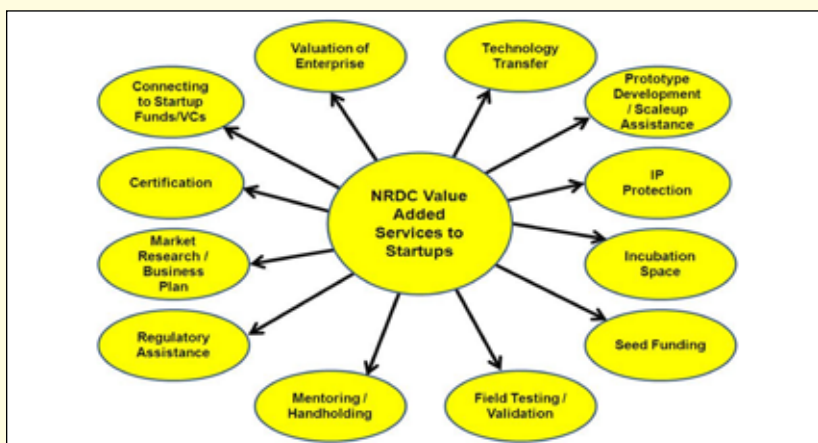 Valuation of
Enterprise
Technology
Transfer
Connecting
to Startup
Funds/VCs
Prototype
Development
/ Scaleup
Assistance
Certification
NRDC Value
Added
Services to
Startups
IP
Protection
Market
Research /
Business
Plan
Incubation
Space
Regulatory
Assistance
Seed Funding
Mentoring /
Handholding
Field Testing /
Validation